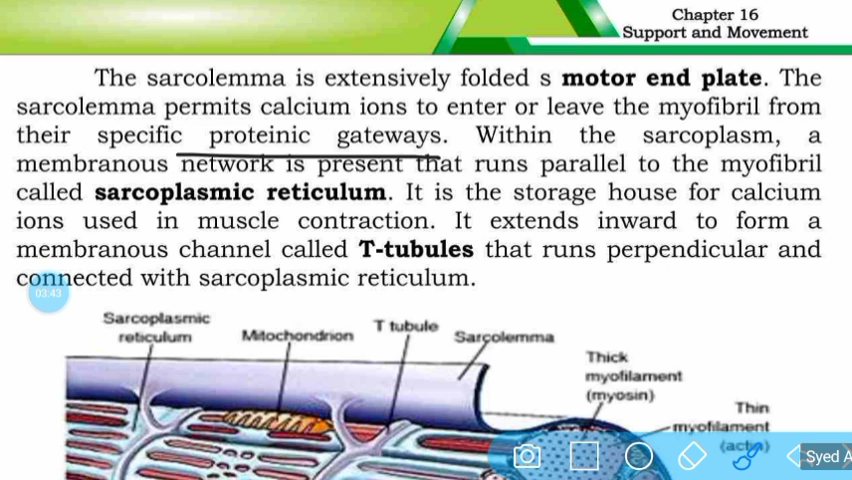 Chapter 16
Support and Movement
The sarcolemma is extensively folded s motor end plate. The
sarcolemma permits calcium ions to enter or leave the myofibril from
their specific proteinic gateways. Within the sarcoplasm, a
membranous network is present that runs parallel to the myofibril
called sarcoplasmic reticulum. It is the storage house for calcium
ions used in muscle contraction. It extends inward to form a
membranous channel called T-tubules that runs perpendicular and
connected with sarcoplasmic reticulum.
03:43
Sarcoplasmic
reticulum
Mitochondrion
T tubule
Sarcolemma
Thick
myofilament
(myosin)
Thin
myofilament
(actin)
Syed A